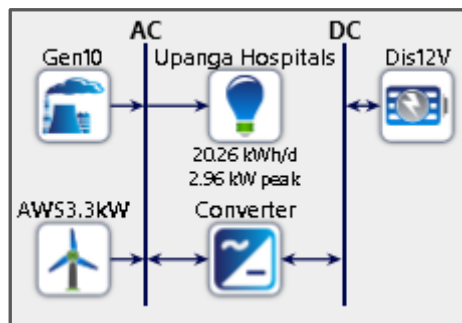 AC DC
Gen10 Upanga Hospitals Dis12V
20.26 kWh/d
2.96 kW peak
AWS3.3kW Converter